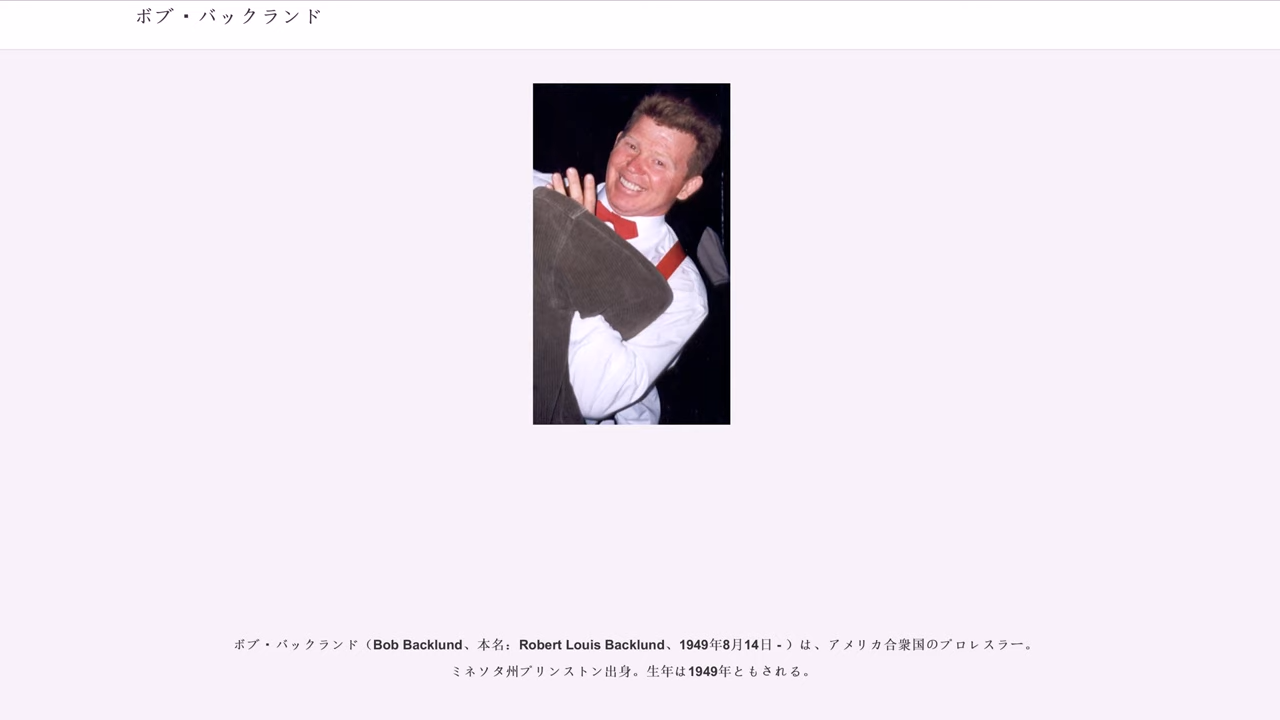 ボブ・バックランド
ボブ・バックランド（Bob Backlund、本名：Robert Louis Backlund、1949年8月14日 - ）は、アメリカ合衆国のプロレスラー。
ミネソタ州プリンストン出身。生年は1949年ともされる。